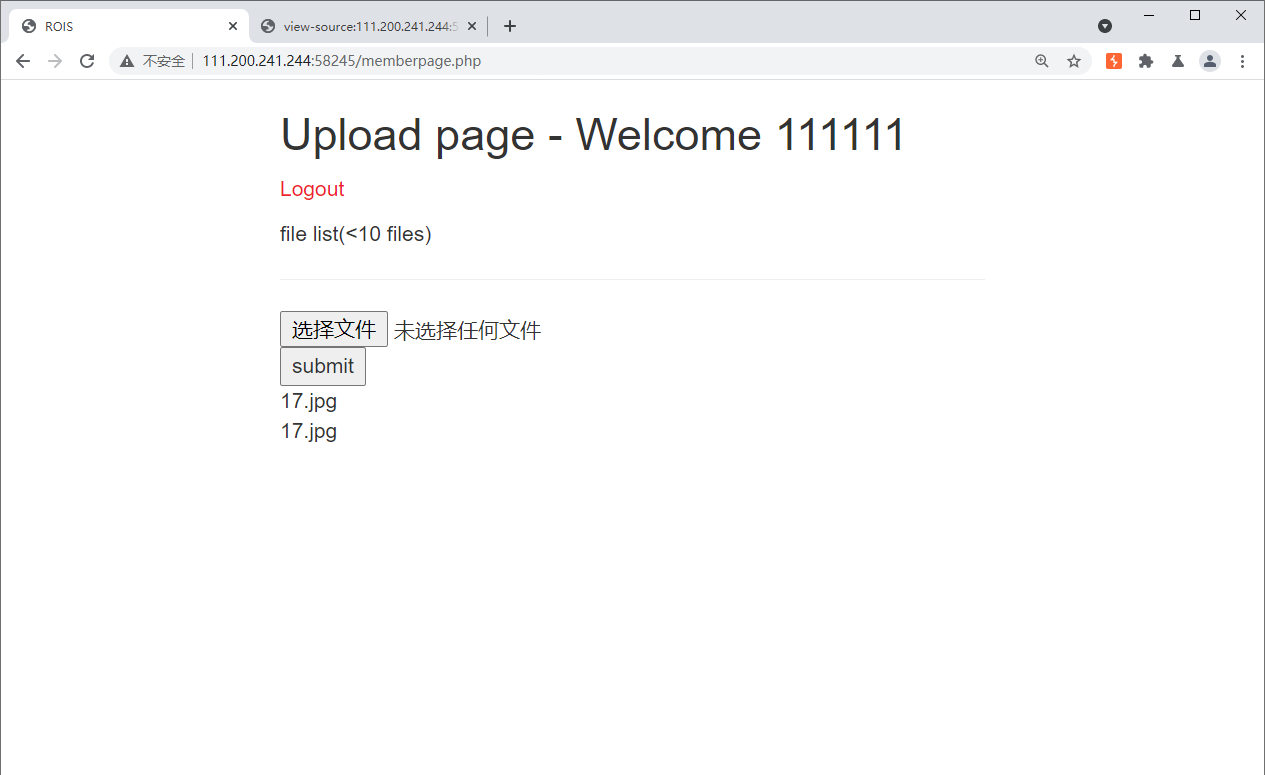 ROIS
view-source:111.200.241.244:5
不安全 111.200.241.244:58245/memberpage.php
Upload page - Welcome 111111
Logout
file list(<10 files)
选择文件 未选择任何文件
submit
17.jpg
17.jpg